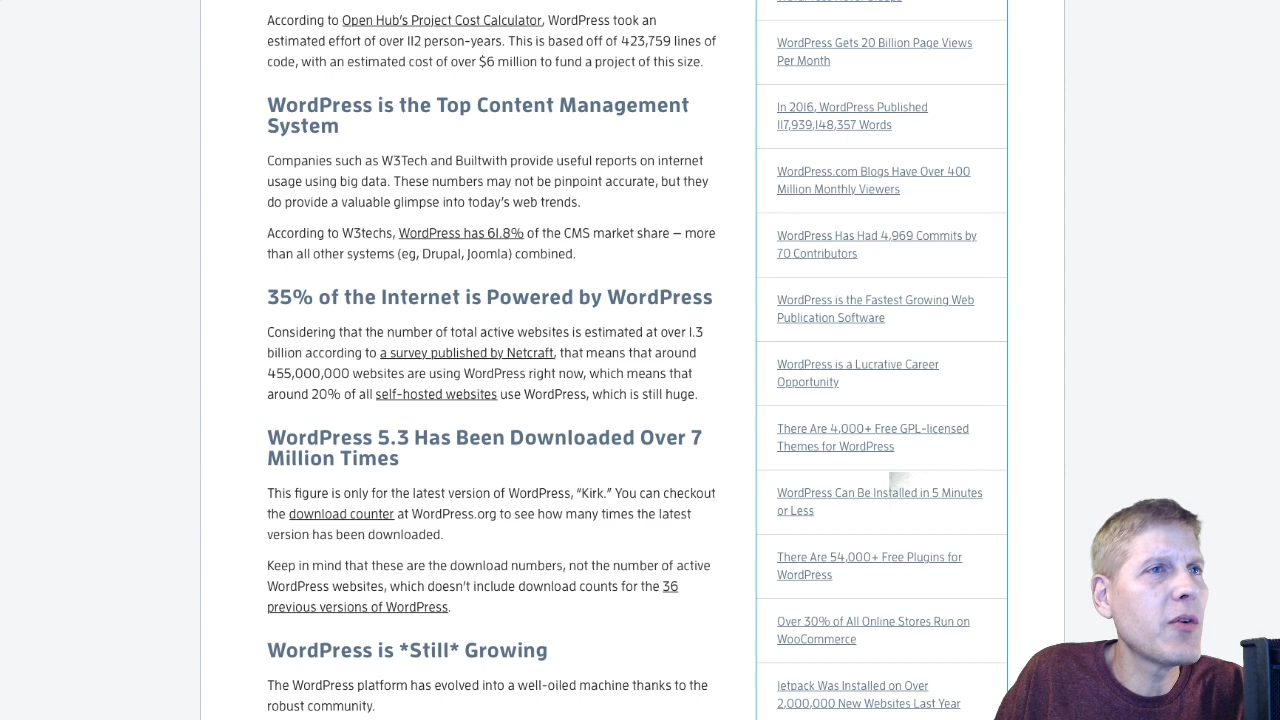 According to Open Hub's Project Cost Calculator, WordPress took an
estimated effort of over 112 person-years. This is based off of 423,759 lines of
code, with an estimated cost of over $6 million to fund a project of this size.
WordPress is the Top Content Management
System
Companies such as W3Tech and Builtwith provide useful reports on internet
usage using big data. These numbers may not be pinpoint accurate, but they
do provide a valuable glimpse into today's web trends.
According to W3techs, WordPress has 61.8% of the CMS market share – more
than all other systems (eg, Drupal, Joomla) combined.
35% of the Internet is Powered by WordPress
Considering that the number of total active websites is estimated at over 1.3
billion according to a survey published by Netcraft, that means that around
455,000,000 websites are using WordPress right now, which means that
around 20% of all self-hosted websites use WordPress, which is still huge.
WordPress 5.3 Has Been Downloaded Over 7
Million Times
This figure is only for the latest version of WordPress, “Kirk.” You can checkout
the download counter at WordPress.org to see how many times the latest
version has been downloaded.
Keep in mind that these are the download numbers, not the number of active
WordPress websites, which doesn't include download counts for the 36
previous versions of WordPress.
WordPress is *Still* Growing
The WordPress platform has evolved into a well-oiled machine thanks to the
robust community.
WordPress Gets 20 Billion Page Views
Per Month
In 2016, WordPress Published
117,939,148,357 Words
WordPress.com Blogs Have Over 400
Million Monthly Viewers
WordPress Has Had 4,969 Commits by
70 Contributors
WordPress is the Fastest Growing Web
Publication Software
WordPress is a Lucrative Career
Opportunity
There Are 4,000+ Free GPL-licensed
Themes for WordPress
WordPress Can Be Installed in 5 Minutes
or Less
There Are 54,000+ Free Plugins for
WordPress
Over 30% of All Online Stores Run on
WooCommerce
Jetpack Was Installed on Over
2,000,000 New Websites Last Year